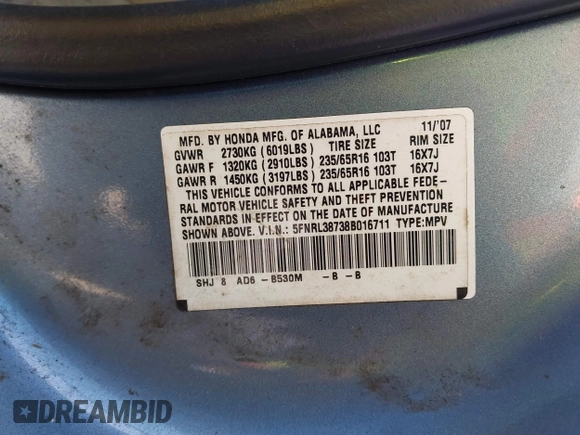 MFD. BY HONDA MFG. OF ALABAMA, LLC 11/'07
GVWR 2730KG (6019LBS) TIRE SIZE RIM SIZE
GAWR F 1320KG (2910LBS) 235/65R16 103T 16X7J
GAWR R 1450KG (3197LBS) 235/65R16 103T 16X7J
THIS VEHICLE CONFORMS TO ALL APPLICABLE FEDE-
RAL MOTOR VEHICLE SAFETY AND THEFT PREVENTION
STANDARDS IN EFFECT ON THE DATE OF MANUFACTURE
SHOWN ABOVE. V.I.N.: 5FNRL38738B016711 TYPE:MPV
SHJ 8 AD6 -B530M -B -B
DREAMBID